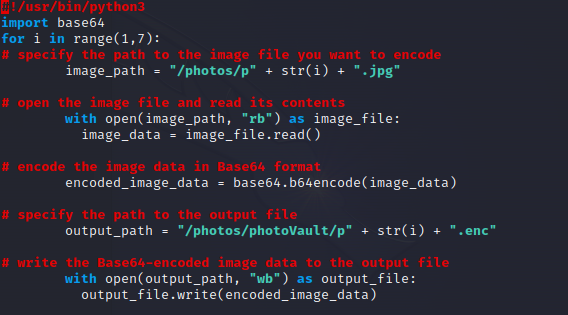 #!/usr/bin/python3
import base64
for i in range(1,7):
# specify the path to the image file you want to encode
        image_path = "/photos/p" + str(i) + ".jpg"

# open the image file and read its contents
        with open(image_path, "rb") as image_file:
          image_data = image_file.read()

# encode the image data in Base64 format
        encoded_image_data = base64.b64encode(image_data)

# specify the path to the output file
        output_path = "/photos/photoVault/p" + str(i) + ".enc"

# write the Base64-encoded image data to the output file
        with open(output_path, "wb") as output_file:
          output_file.write(encoded_image_data)